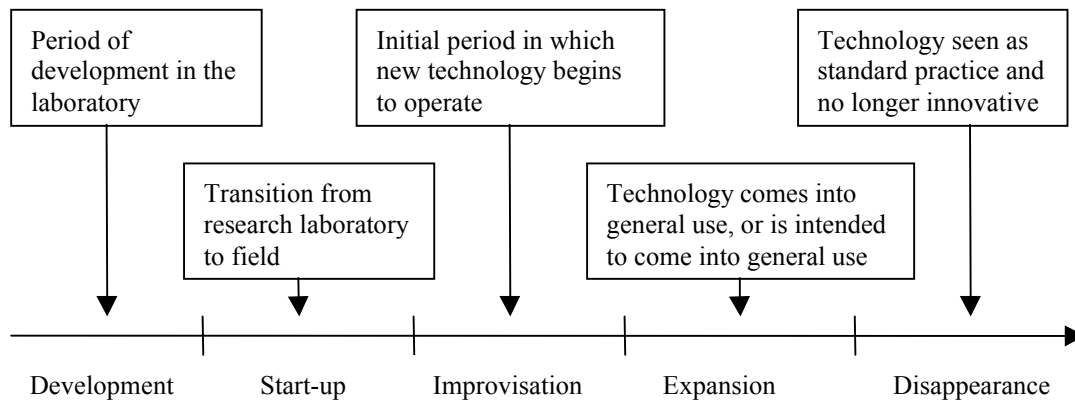 Period of
development in the
laboratory
Initial period in which
new technology begins
to operate
Technology seen as
standard practice and
no longer innovative
Transition from
research laboratory
to field
Technology comes into
general use, or is intended
to come into general use
Development
Start-up
Improvisation
Expansion
Disappearance